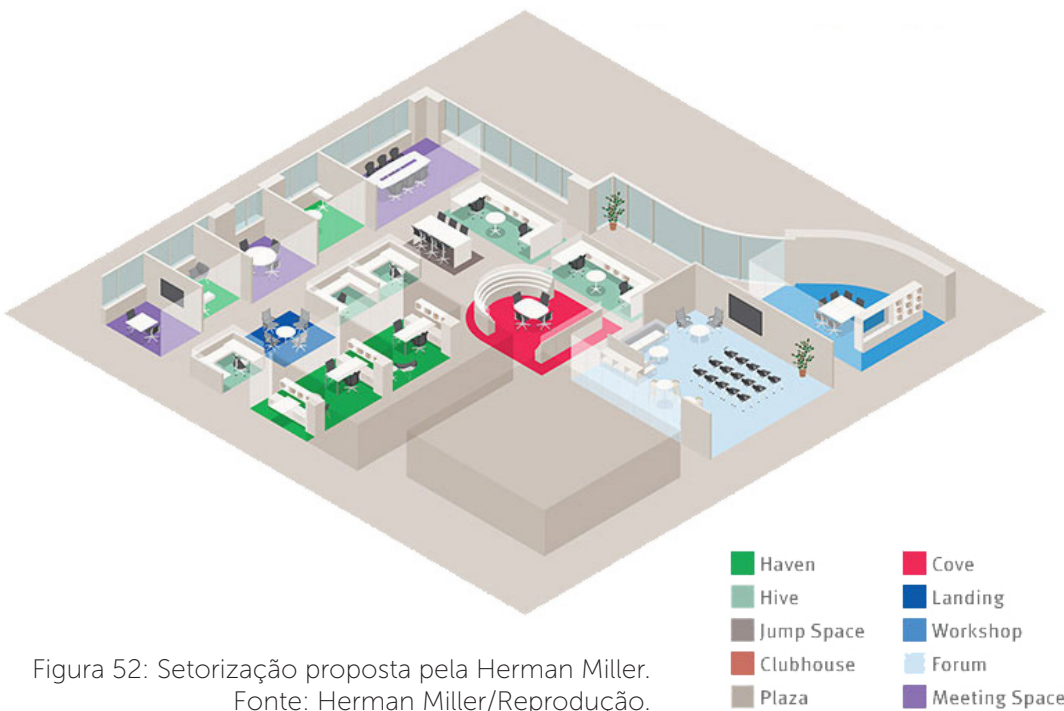 Haven
Hive
Jump Space
Clubhouse
Plaza
Cove
Landing
Workshop
Forum
Meeting Space
Figura 52: Setorização proposta pela Herman Miller.
Fonte: Herman Miller/Reprodução.